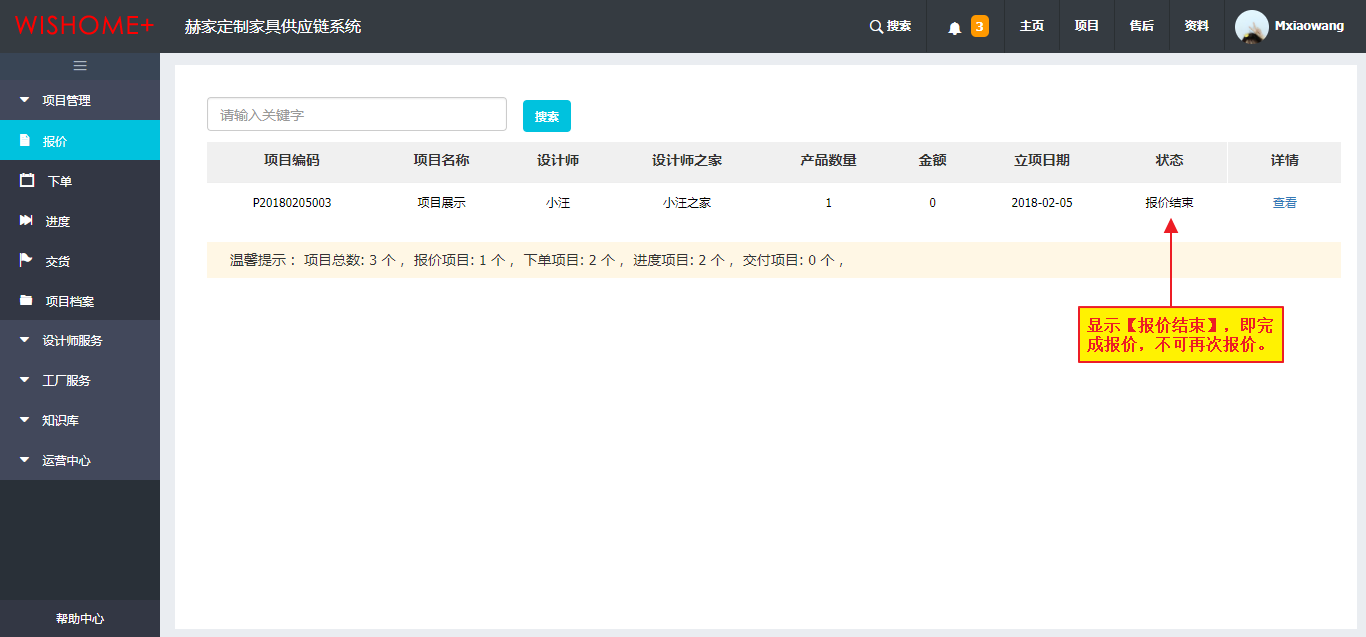 WISHOME+
赫家定制家具供应链系统
搜索
3
主页
项目
售后
资料
Mxiaowang
项目管理
报价
下单
进度
交货
项目档案
设计师服务
工厂服务
知识库
运营中心
帮助中心
请输入关键字
搜索
项目编码 项目名称 设计师 设计师之家 产品数量 金额 立项日期 状态 详情
P20180205003 项目展示 小汪 小汪之家 1 0 2018-02-05 报价结束 查看
温馨提示： 项目总数: 3 个 ,  报价项目: 1 个 ,  下单项目: 2 个 ,  进度项目: 2 个 ,  交付项目: 0 个 ,
显示【报价结束】，即完
成报价，不可再次报价。